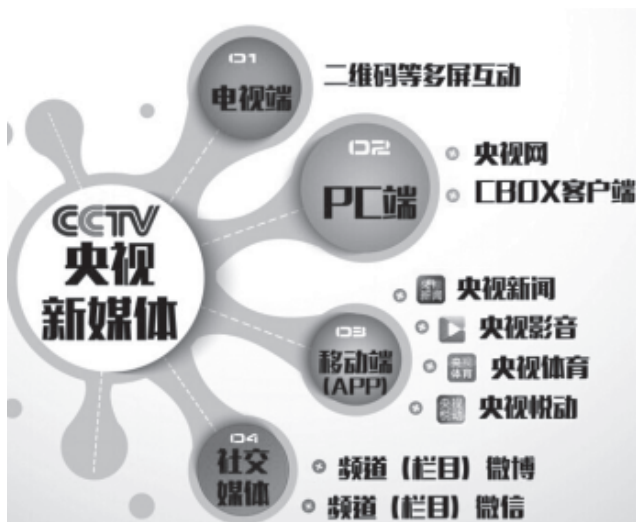 01
电视端
二维码等多屏互动
02
PC端
央视网
CBOX客户端
CCTV
央视
新媒体
03
移动端
(APP)
央视新闻
央视影音
央视体育
央视悦动
04
社交
媒体
频道（栏目）微博
频道（栏目）微信